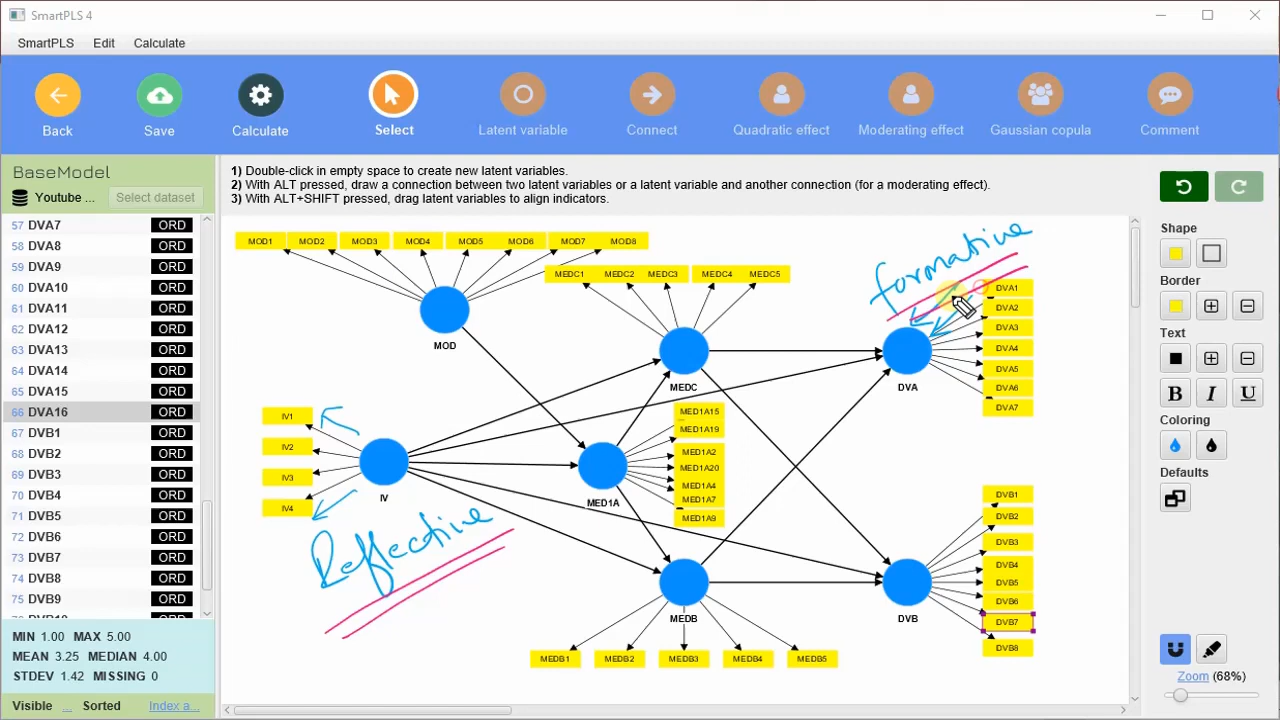 SmartPLS 4
SmartPLS Edit Calculate
Back Save Calculate Select Latent variable Connect Quadratic effect Moderating effect Gaussian copula Comment
BaseModel
Youtube ... Select dataset
57 DVA7 ORD
58 DVA8 ORD
59 DVA9 ORD
60 DVA10 ORD
61 DVA11 ORD
62 DVA12 ORD
63 DVA13 ORD
64 DVA14 ORD
65 DVA15 ORD
66 DVA16 ORD
67 DVB1 ORD
68 DVB2 ORD
69 DVB3 ORD
70 DVB4 ORD
71 DVB5 ORD
72 DVB6 ORD
73 DVB7 ORD
74 DVB8 ORD
75 DVB9 ORD
MIN 1.00 MAX 5.00
MEAN 3.25 MEDIAN 4.00
STDEV 1.42 MISSING 0
Visible ... Sorted Index a...
1) Double-click in empty space to create new latent variables.
2) With ALT pressed, draw a connection between two latent variables or a latent variable and another connection (for a moderating effect).
3) With ALT+SHIFT pressed, drag latent variables to align indicators.
MOD1 MOD2 MOD3 MOD4 MOD5 MOD6 MOD7 MOD8
MEDC1 MEDC2 MEDC3 MEDC4 MEDC5
MOD
MEDC
formative
DVA1
DVA2
DVA3
DVA4
DVA5
DVA6
DVA7
DVA
IV1
IV2
IV3
IV4
IV
Reflective
MED1A15
MED1A19
MED1A2
MED1A20
MED1A4
MED1A7
MED1A9
MED1A
MEDB
MEDB1 MEDB2 MEDB3 MEDB4 MEDB5
DVB1
DVB2
DVB3
DVB4
DVB5
DVB6
DVB7
DVB8
DVB
Shape
Border
Text
B I U
Coloring
Defaults
Zoom (68%)